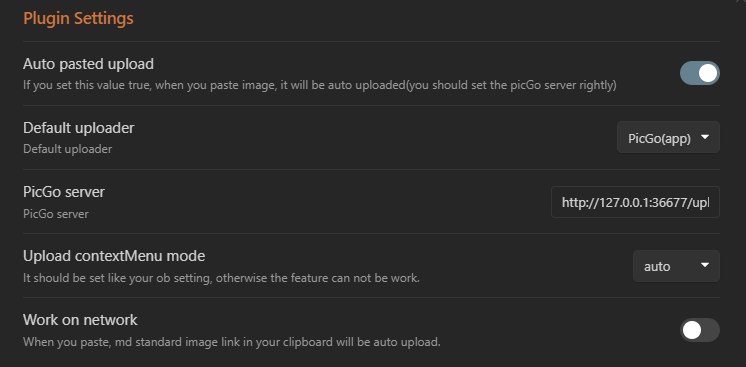 Plugin Settings
Auto pasted upload
If you set this value true, when you paste image, it will be auto uploaded(you should set the picGo server rightly)
Default uploader
Default uploader
PicGo(app)
PicGo server
PicGo server
http://127.0.0.1:36677/upl
Upload contextMenu mode
It should be set like your ob setting, otherwise the feature can not be work.
auto
Work on network
When you paste, md standard image link in your clipboard will be auto upload.